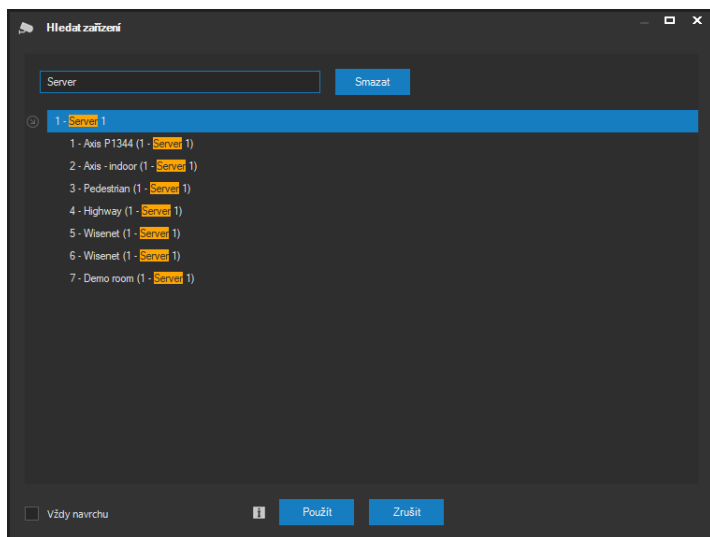 Hledat zařízení
Server
Smazat
1 - Server 1
1 - Axis P1344 (1 - Server 1)
2 - Axis - indoor (1 - Server 1)
3 - Pedestrian (1 - Server 1)
4 - Highway (1 - Server 1)
5 - Wisenet (1 - Server 1)
6 - Wisenet (1 - Server 1)
7 - Demo room (1 - Server 1)
Vždy navrchu
Použít
Zrušit